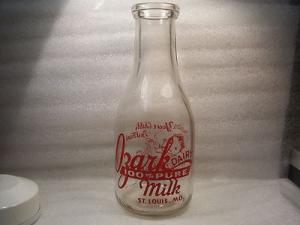 Ozark DAIRY
100% PURE
Milk
ST. LOUIS, MO.